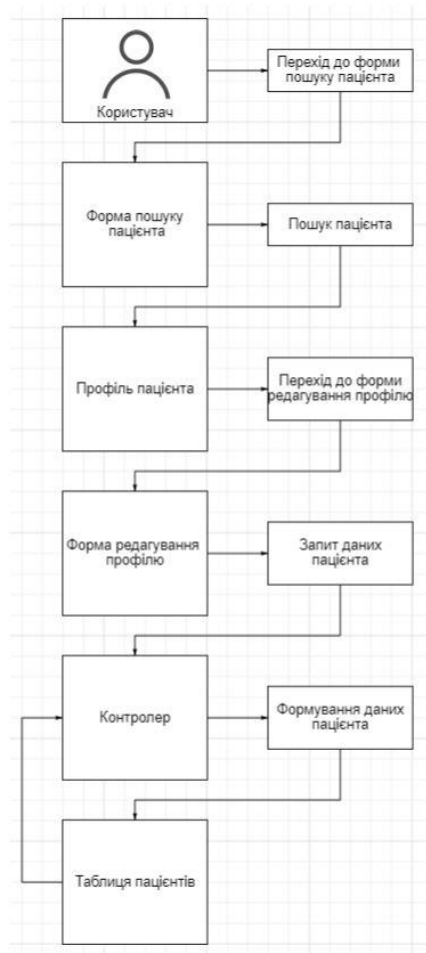 Користувач
Перехід до форми
пошуку пацієнта
Форма пошуку
пацієнта
Пошук пацієнта
Профіль пацієнта
Перехід до форми
редагування профілю
Форма редагування
профілю
Запит даних
пацієнта
Контролер
Формування даних
пацієнта
Таблиця пацієнтів